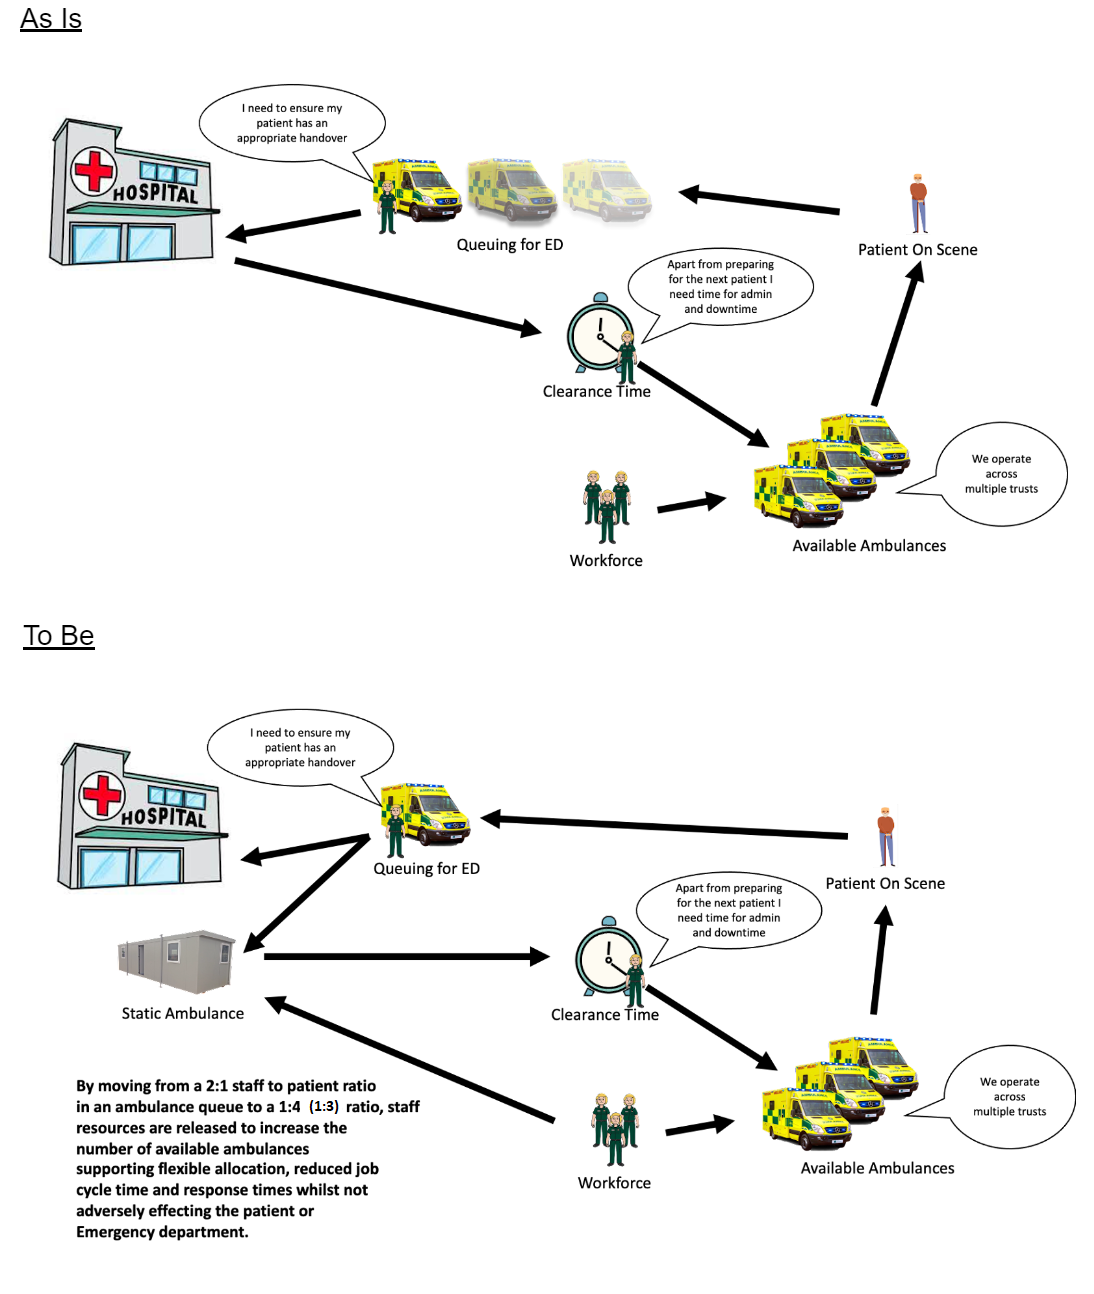 As Is
I need to ensure my
patient has an
appropriate handover
HOSPITAL
Queuing for ED
Patient On Scene
Apart from preparing
for the next patient I
need time for admin
and downtime
Clearance Time
We operate
across
multiple trusts
Workforce
Available Ambulances
To Be
I need to ensure my
patient has an
appropriate handover
HOSPITAL
Queuing for ED
Patient On Scene
Apart from preparing
for the next patient I
need time for admin
and downtime
Static Ambulance
Clearance Time
We operate
across
multiple trusts
By moving from a 2:1 staff to patient ratio
in an ambulance queue to a 1:4 (1:3) ratio, staff
resources are released to increase the
number of available ambulances
supporting flexible allocation, reduced job
cycle time and response times whilst not
adversely effecting the patient or
Emergency department.
Workforce
Available Ambulances